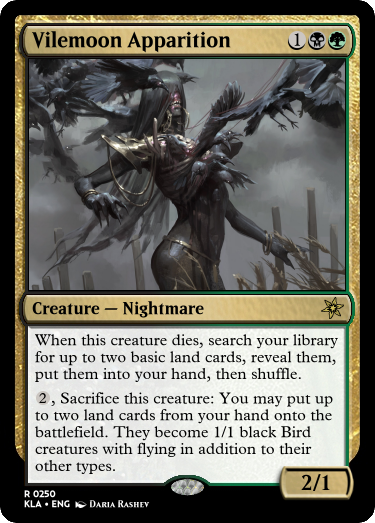 Vilemoon Apparition 1
Creature — Nightmare
When this creature dies, search your library
for up to two basic land cards, reveal them,
put them into your hand, then shuffle.
2, Sacrifice this creature: You may put up
to two land cards from your hand onto the
battlefield. They become 1/1 black Bird
creatures with flying in addition to their
other types.
2/1
R 0250
KLA • ENG Daria Rashev